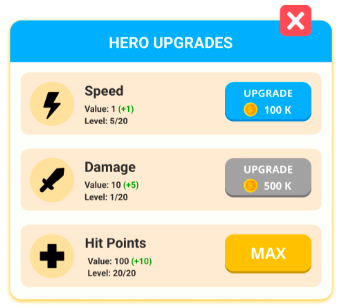 HERO UPGRADES
Speed
Value: 1 (+1)
Level: 5/20
UPGRADE
100 K
Damage
Value: 10 (+5)
Level: 1/20
UPGRADE
500 K
Hit Points
Value: 100 (+10)
Level: 20/20
MAX